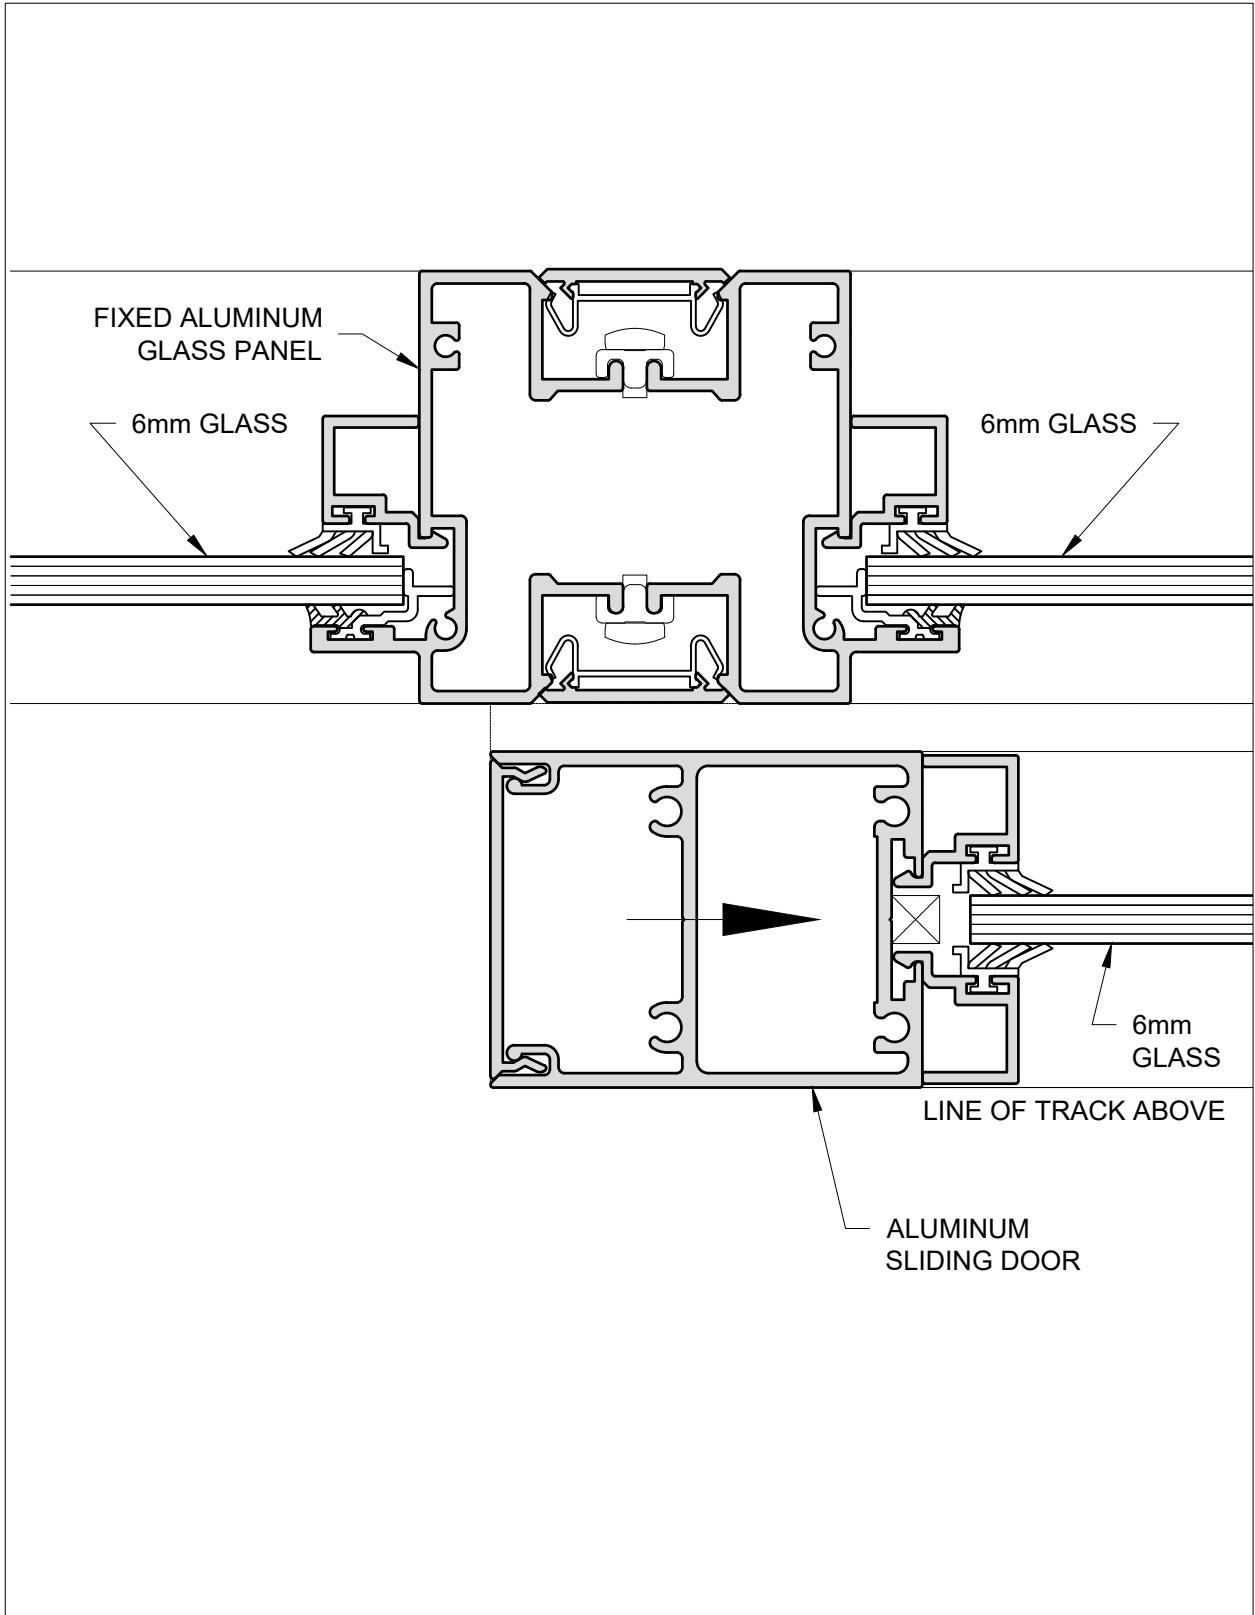 FIXED ALUMINUM
GLASS PANEL
6mm GLASS
6mm GLASS
6mm
GLASS
LINE OF TRACK ABOVE
ALUMINUM
SLIDING DOOR